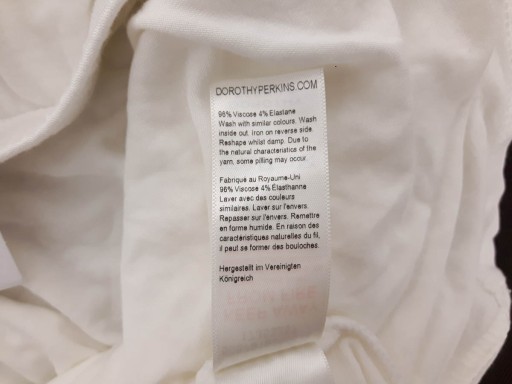 DOROTHYPERKINS.COM
96% Viscose 4% Elastane
Wash with similar colours. Wash
inside out. Iron on reverse side.
Reshape whilst damp. Due to
the natural characteristics of the
yarn, some pilling may occur.
Fabriqué au Royaume-Uni
96% Viscose 4% Élasthanne
Laver avec des couleurs
similaires. Laver sur l'envers.
Repasser sur l'envers. Remettre
en forme humide. En raison des
caractéristiques naturelles du fil,
il peut se former des bouloches.
Hergestellt im Vereinigten
Königreich